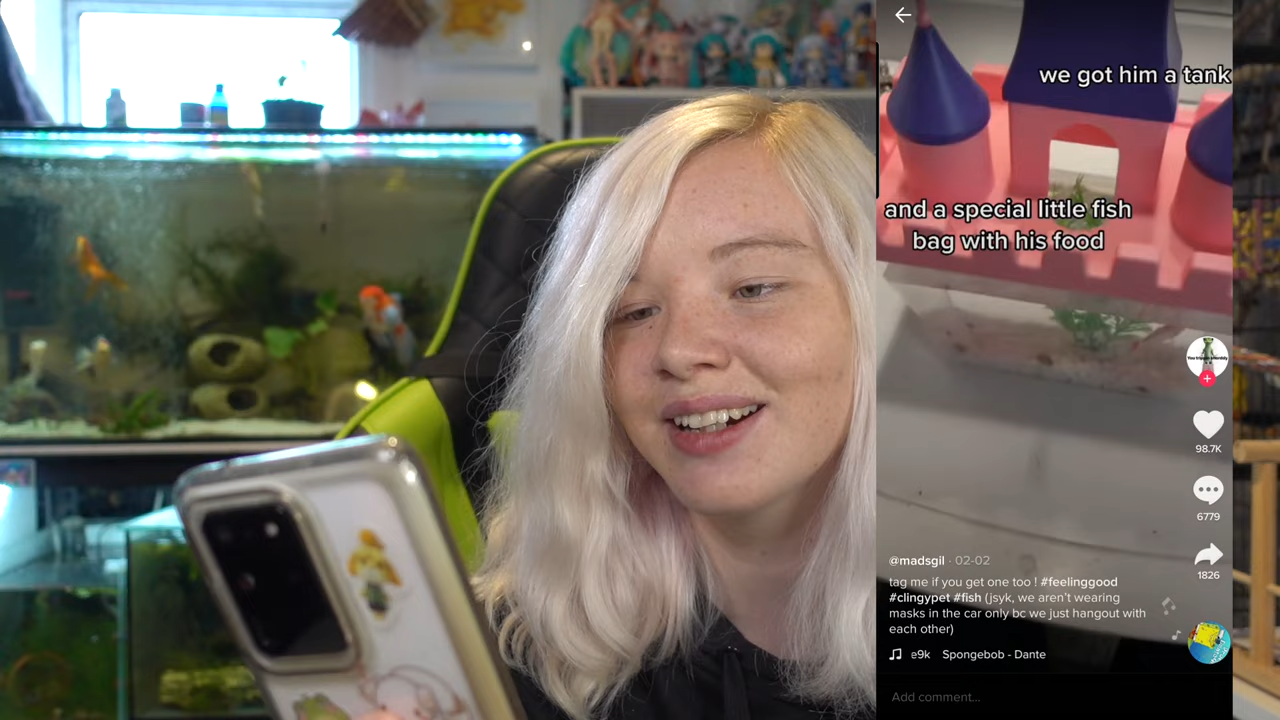 we got him a tank
and a special little fish
bag with his food
98.7K
6779
1826
@madsgil · 02-02
tag me if you get one too ! #feelinggood
#clingypet #fish (jsyk, we aren't wearing
masks in the car only bc we just hangout with
each other)
e9k Spongebob - Dante
Add comment...